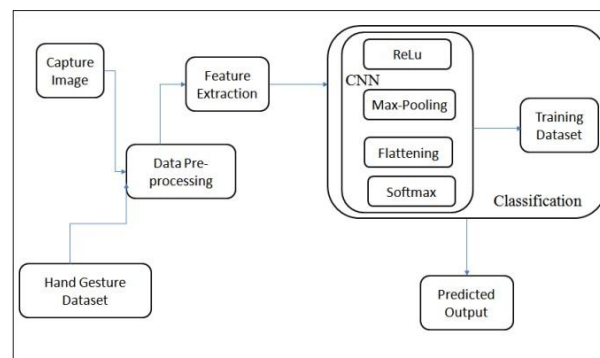 Capture
Image
Feature
Extraction
Data Pre-
processing
Hand Gesture
Dataset
CNN
ReLu
Max-Pooling
Flattening
Softmax
Training
Dataset
Classification
Predicted
Output